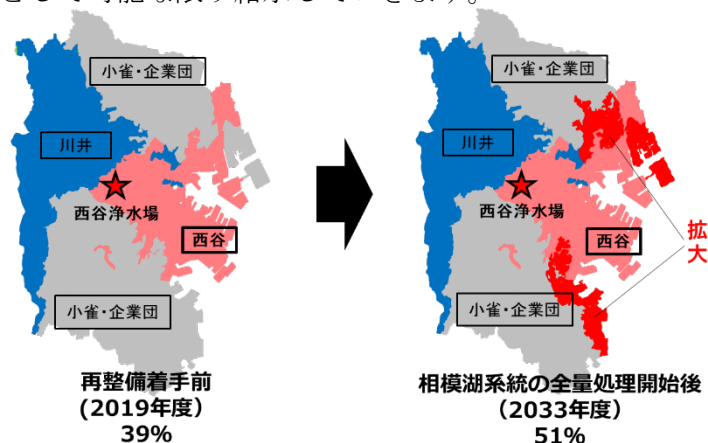 小雀・企業団
川井
西谷浄水場
西谷
小雀・企業団
再整備着手前
(2019年度)
39%
小雀・企業団
川井
西谷浄水場
西谷
拡大
小雀・企業団
相模湖系統の全量処理開始後
(2033年度)
51%